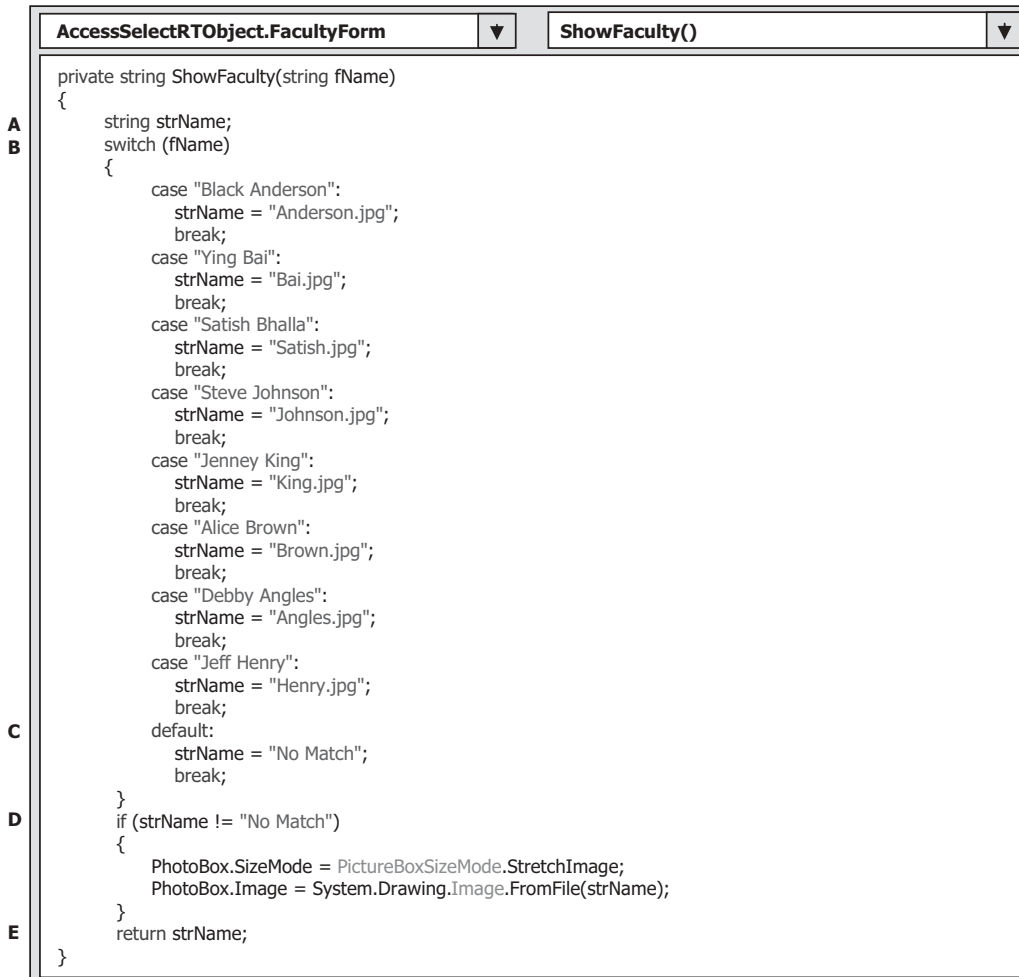 AccessSelectRTObject.FacultyForm ShowFaculty()
private string ShowFaculty(string fName)
{
A string strName;
B switch (fName)
{
case "Black Anderson":
strName = "Anderson.jpg";
break;
case "Ying Bai":
strName = "Bai.jpg";
break;
case "Satish Bhalla":
strName = "Satish.jpg";
break;
case "Steve Johnson":
strName = "Johnson.jpg";
break;
case "Jenney King":
strName = "King.jpg";
break;
case "Alice Brown":
strName = "Brown.jpg";
break;
case "Debby Angles":
strName = "Angles.jpg";
break;
case "Jeff Henry":
strName = "Henry.jpg";
break;
C default:
strName = "No Match";
break;
}
D if (strName != "No Match")
{
PhotoBox.SizeMode = PictureBoxSizeMode.StretchImage;
PhotoBox.Image = System.Drawing.Image.FromFile(strName);
}
E return strName;
}